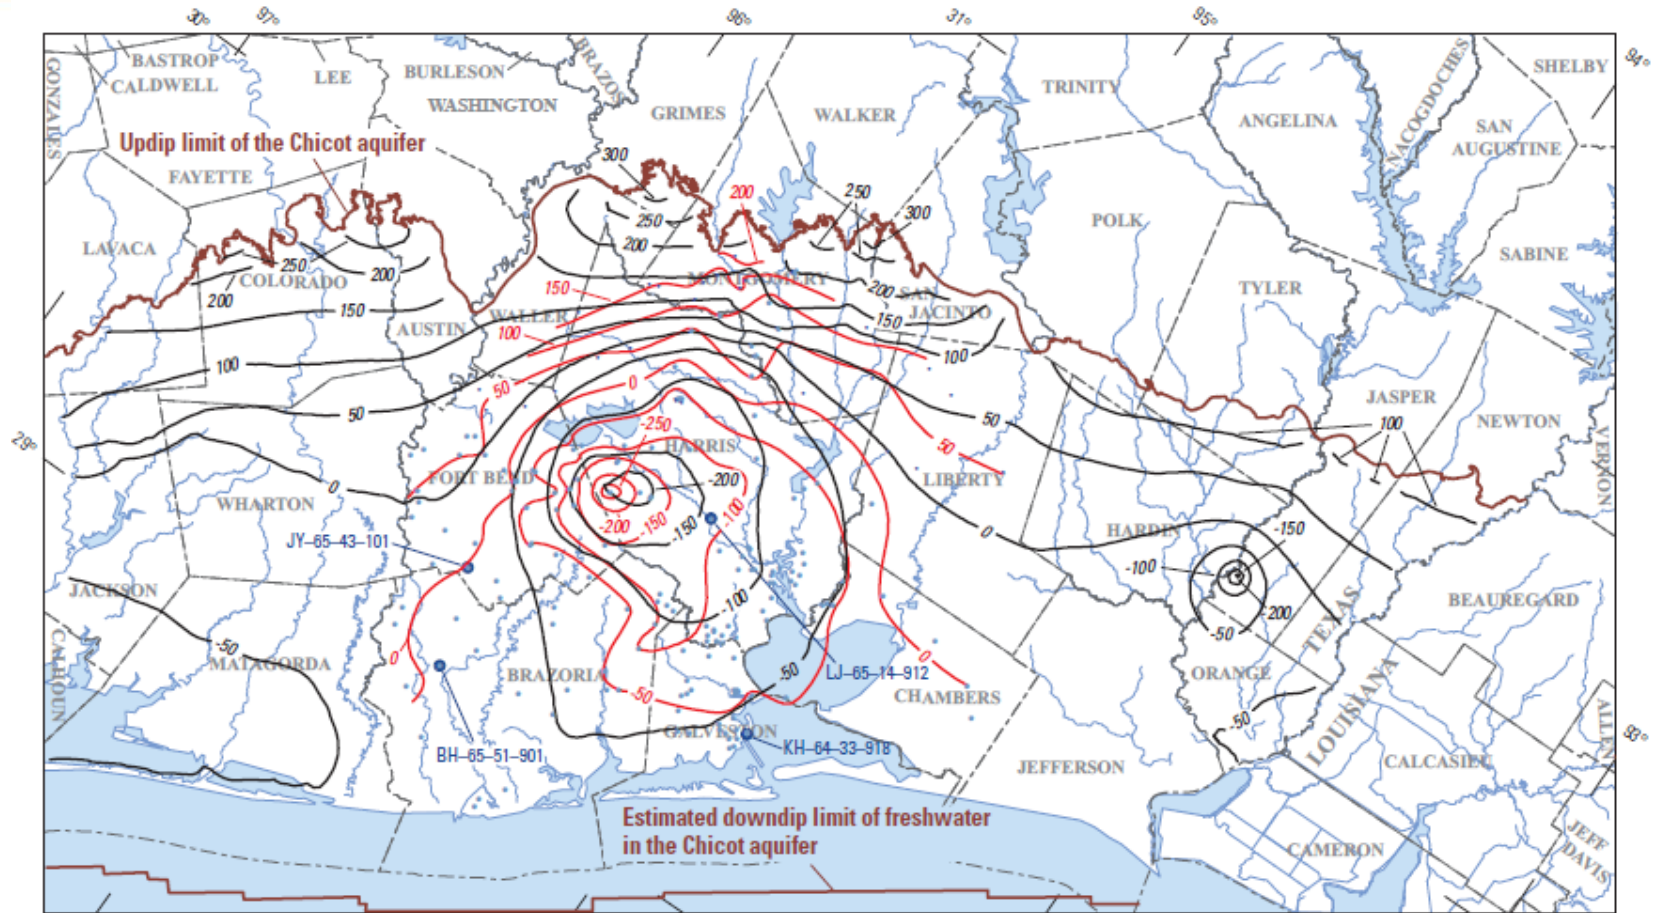 30°
97°
96°
31°
95°
94°
GONZALES
BASTROP
CALDWELL
LEE
BURLESON
WASHINGTON
BRAZOS
GRIMES
WALKER
TRINITY
ANGELINA
NACOGDOCHES
SHELBY
SAN
AUGUSTINE
Updip limit of the Chicot aquifer
FAYETTE
300
200
250
300
250
200
POLK
LAVACA
SABINE
250
COLORADO
200
200
150
MONTGOMERY
200
SAN
JACINTO
TYLER
150
AUSTIN
WALLER
100
150
100
100
50
0
JASPER
NEWTON
50
50
100
29°
-250
HARRIS
50
VERNON
0
FORT BEND
-200
LIBERTY
WHARTON
-200
-150
-150
-100
0
HARDIN
-150
JY–65–43–101
-100
JACKSON
-100
-200
BEAUREGARD
-50
TEXAS
-50
CALHOUN
MATAGORDA
0
BRAZORIA
-50
-50
LJ–65–14–912
0
CHAMBERS
ORANGE
LOUISIANA
ALLEN
-50
GALVESTON
KH–64–33–918
BH–65–51–901
JEFFERSON
CALCASIEU
93°
Estimated downdip limit of freshwater
in the Chicot aquifer
CAMERON
JEFF
DAVIS